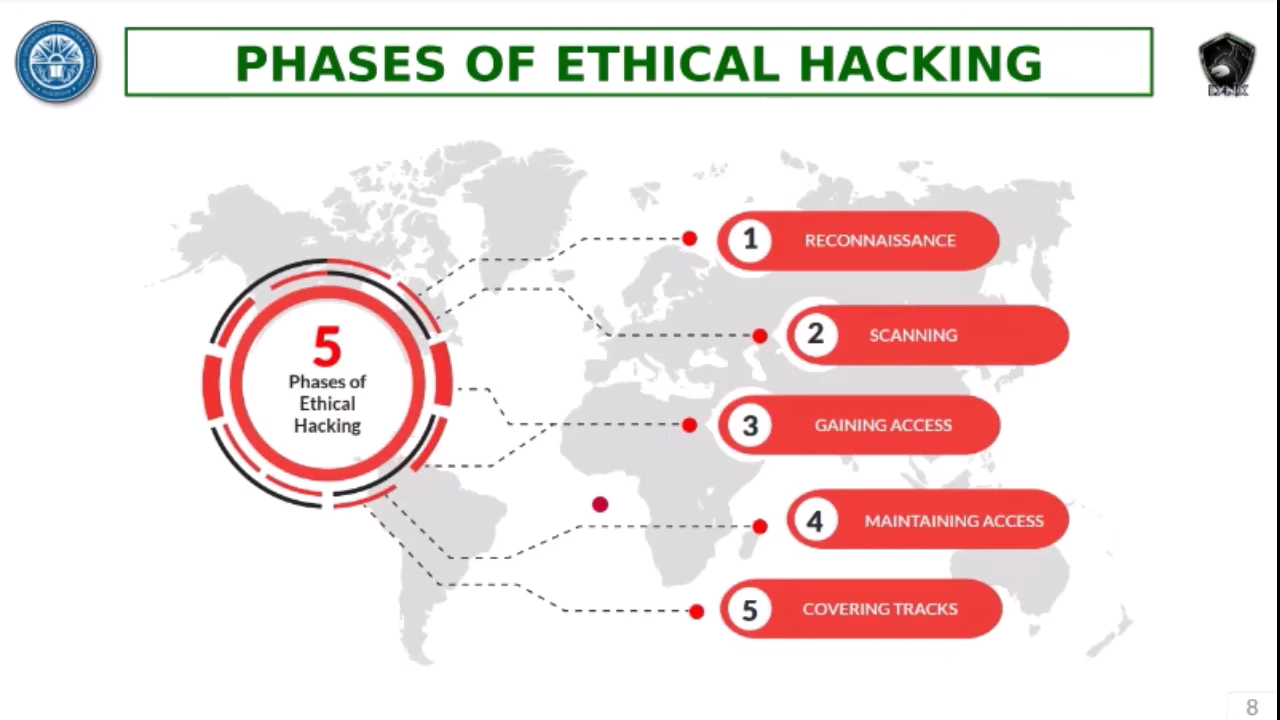 PHASES OF ETHICAL HACKING
LYNX
5
Phases of
Ethical
Hacking
1 RECONNAISSANCE
2 SCANNING
3 GAINING ACCESS
4 MAINTAINING ACCESS
5 COVERING TRACKS
8